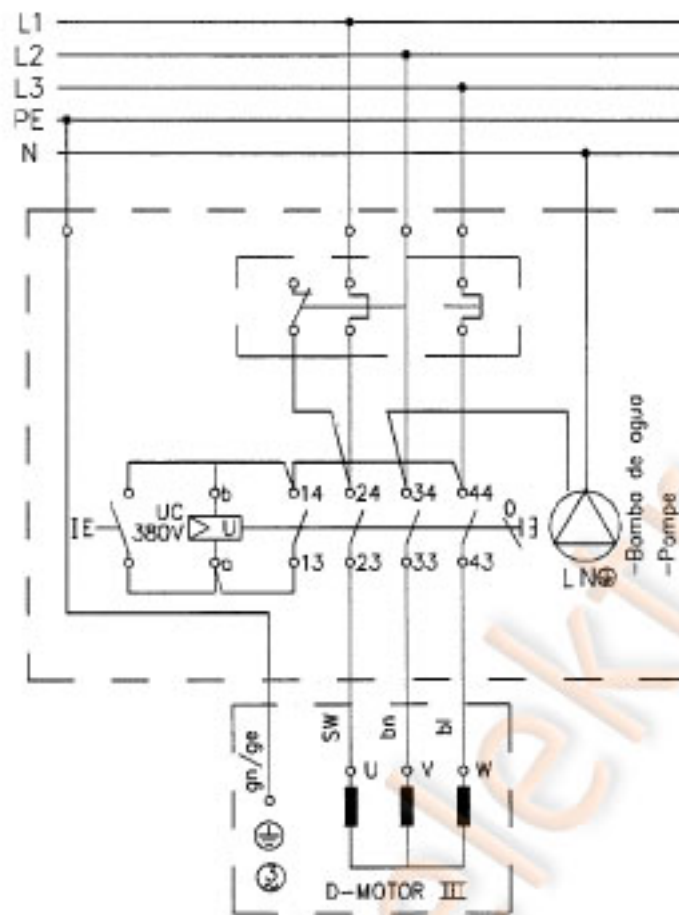 L1
L2
L3
PE
N
b
14
24
34
44
0
IE
UC
380V
U
a
13
23
33
43
L N
-Bomba de agua
-Pompe
gn/ge
SW
bn
bl
U
V
W
D-MOTOR III